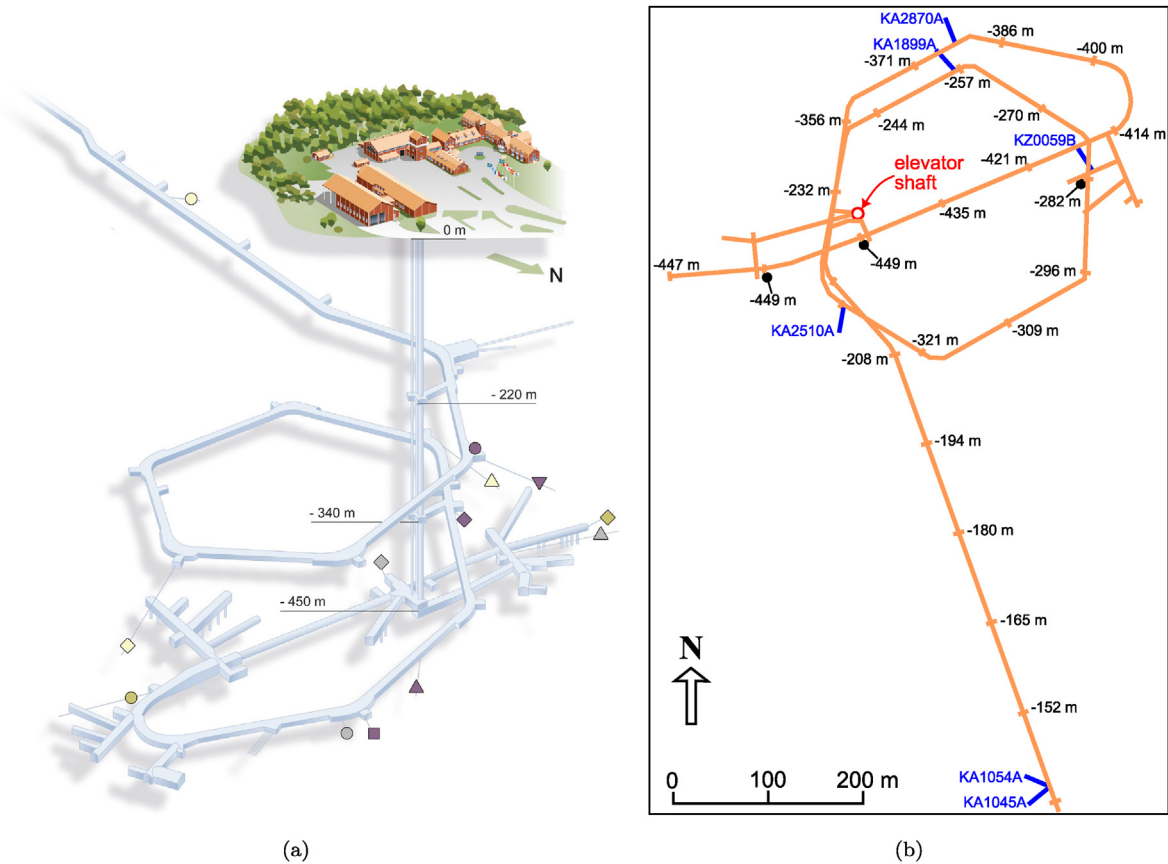 0 m
N
- 220 m
- 340 m
- 450 m
(a)
KA2870A
-386 m
KA1899A
-400 m
-371 m
-257 m
-356 m
-244 m
-270 m
-414 m
KZ0059B
elevator
shaft
-421 m
-232 m
-282 m
-435 m
-449 m
-447 m
-296 m
-449 m
KA2510A
-309 m
-321 m
-208 m
-194 m
-180 m
-165 m
N
-152 m
0 100 200 m
KA1054A
KA1045A
(b)